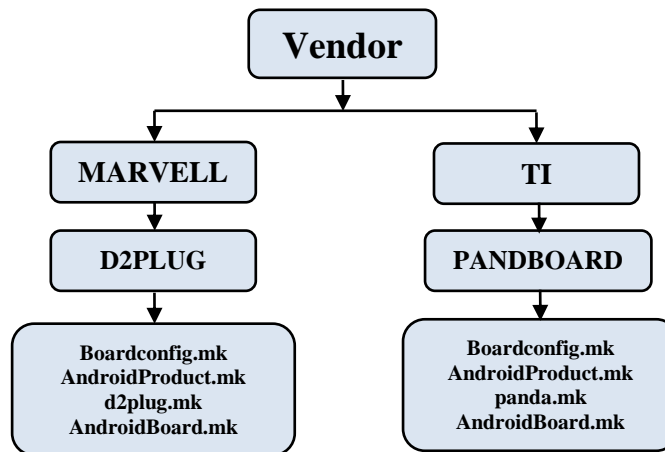 Vendor
MARVELL
TI
D2PLUG
PANDBOARD
Boardconfig.mk
AndroidProduct.mk
d2plug.mk
AndroidBoard.mk
Boardconfig.mk
AndroidProduct.mk
panda.mk
AndroidBoard.mk